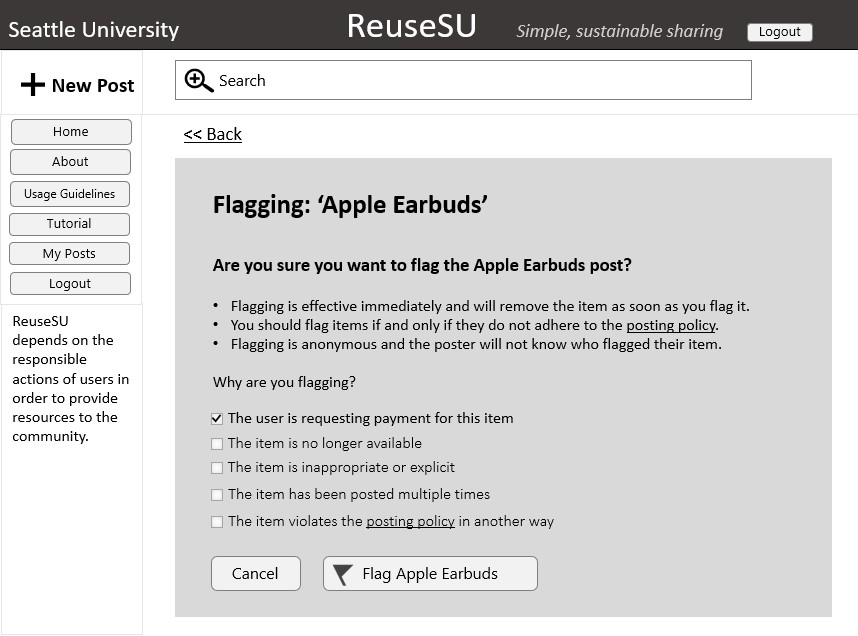 Seattle University
ReuseSU
Simple, sustainable sharing
Logout
New Post
Search
Home
About
Usage Guidelines
Tutorial
My Posts
Logout
ReuseSU
depends on the
responsible
actions of users in
order to provide
resources to the
community.
<< Back
Flagging: ‘Apple Earbuds’
Are you sure you want to flag the Apple Earbuds post?
• Flagging is effective immediately and will remove the item as soon as you flag it.
• You should flag items if and only if they do not adhere to the posting policy.
• Flagging is anonymous and the poster will not know who flagged their item.
Why are you flagging?
The user is requesting payment for this item
The item is no longer available
The item is inappropriate or explicit
The item has been posted multiple times
The item violates the posting policy in another way
Cancel
Flag Apple Earbuds